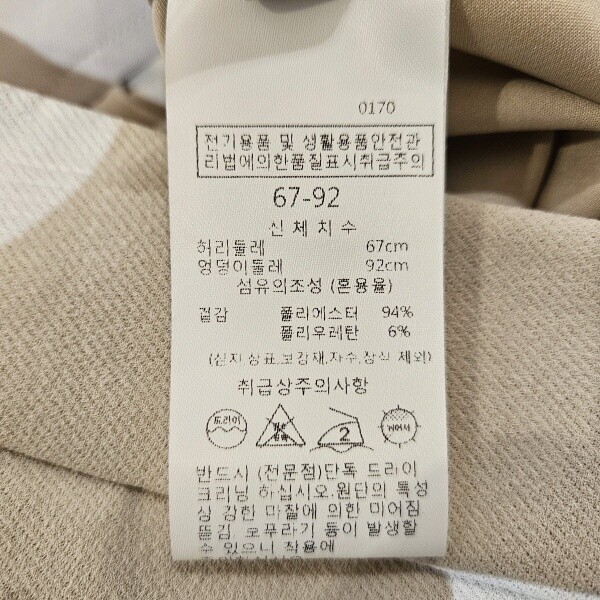 0170
전기용품 및 생활용품안전관
리법에의한품질표시취급주의
67-92
신체치수
허리둘레 67cm
엉덩이둘레 92cm
섬유의조성 (혼용율)
겉감 폴리에스터 94%
폴리우레탄 6%
(심지,상표,보강재,자수,장식 제외)
취급상주의사항
드라이
2
뉘어서
반드시 (전문점)단독 드라이
크리닝 하십시오.원단의 특성
상 강한 마찰에 의한 미어짐
뜯김 보푸라기 등이 발생할
수 있으니 착용에